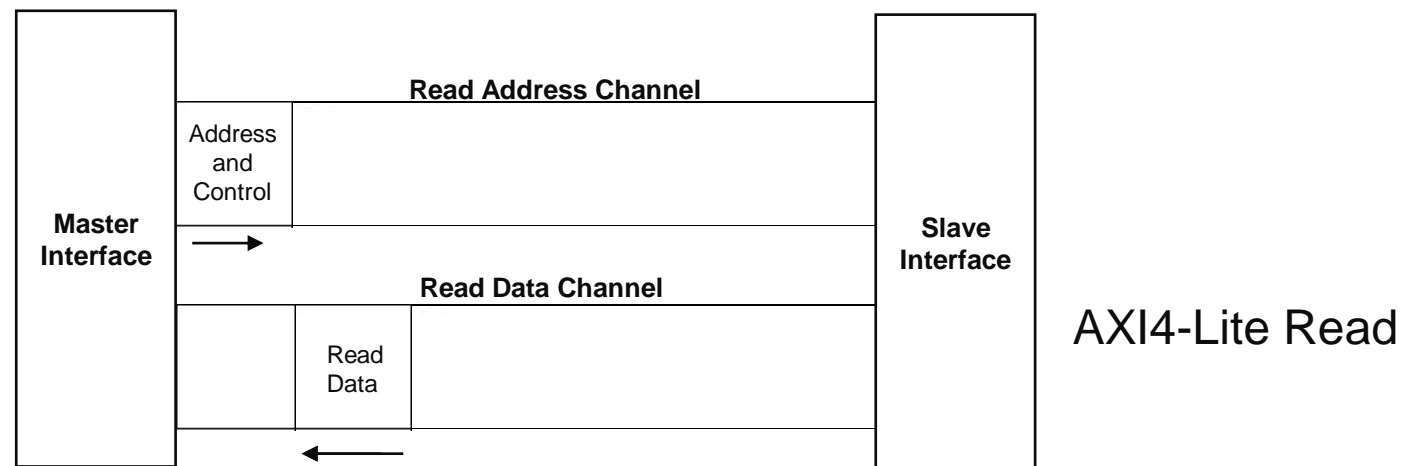 Read Address Channel
Address
and
Control
Master
Interface
Slave
Interface
Read Data Channel
Read
Data
AXI4-Lite Read